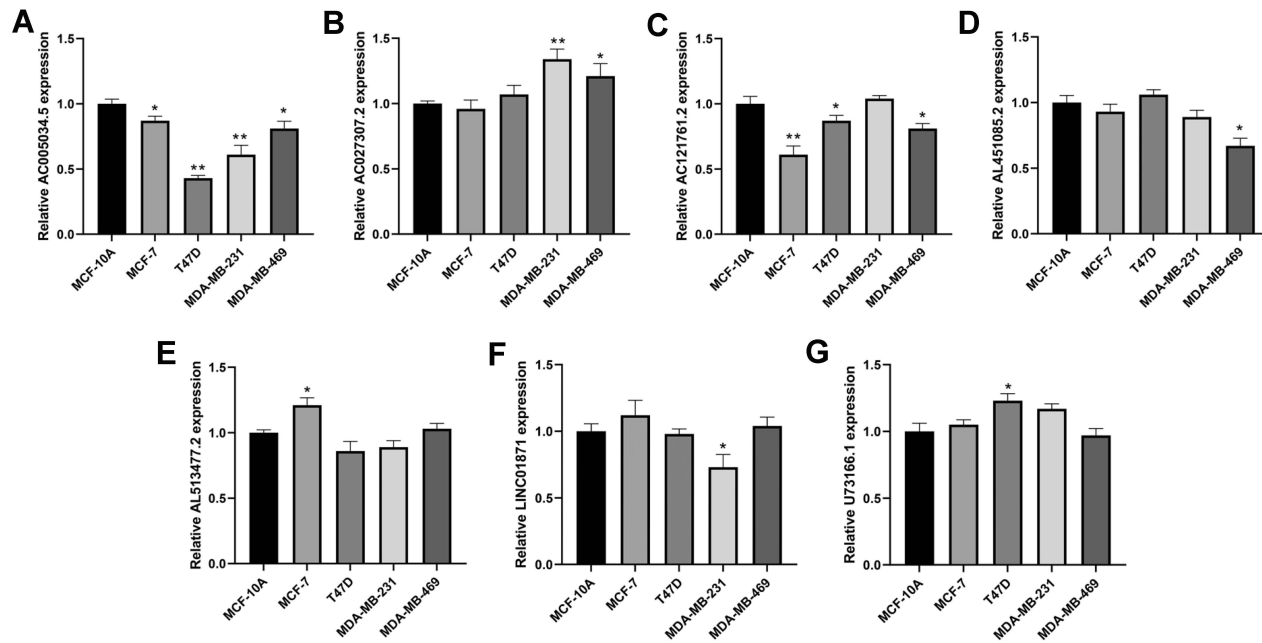 A
Relative AC005034.5 expression
1.5
1.0
0.5
0.0
*
**
**
*
MCF-10A
MCF-7
T47D
MDA-MB-231
MDA-MB-469
B
Relative AC027307.2 expression
1.5
1.0
0.5
0.0
**
*
MCF-10A
MCF-7
T47D
MDA-MB-231
MDA-MB-469
C
Relative AC121761.2 expression
1.5
1.0
0.5
0.0
**
*
*
MCF-10A
MCF-7
T47D
MDA-MB-231
MDA-MB-469
D
Relative AL451085.2 expression
1.5
1.0
0.5
0.0
*
MCF-10A
MCF-7
T47D
MDA-MB-231
MDA-MB-469
E
Relative AL513477.2 expression
1.5
1.0
0.5
0.0
*
MCF-10A
MCF-7
T47D
MDA-MB-231
MDA-MB-469
F
Relative LINC01871 expression
1.5
1.0
0.5
0.0
*
MCF-10A
MCF-7
T47D
MDA-MB-231
MDA-MB-469
G
Relative U73166.1 expression
1.5
1.0
0.5
0.0
*
MCF-10A
MCF-7
T47D
MDA-MB-231
MDA-MB-469